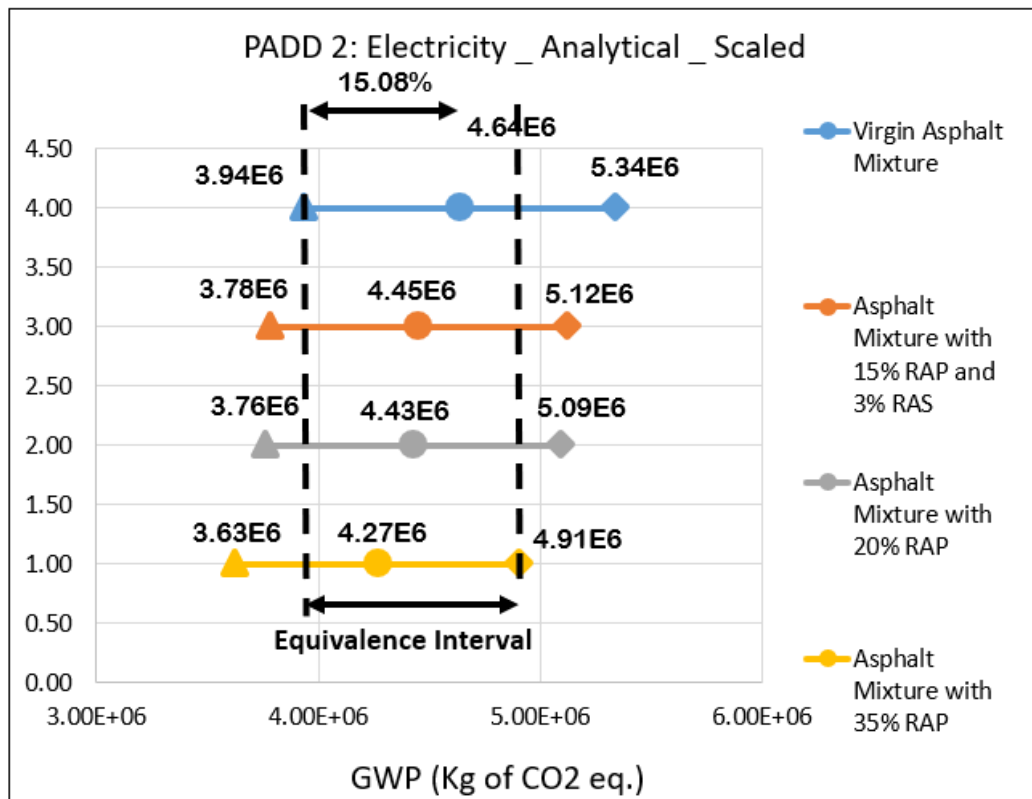 PADD 2: Electricity _ Analytical _ Scaled
15.08%
4.64E6
4.50
3.94E6
5.34E6
4.00
3.50
3.78E6
4.45E6
5.12E6
3.00
2.50
3.76E6
4.43E6
5.09E6
2.00
1.50
3.63E6
4.27E6
4.91E6
1.00
0.50
Equivalence Interval
0.00
3.00E+06
4.00E+06
5.00E+06
6.00E+06
GWP (Kg of CO2 eq.)
Virgin Asphalt
Mixture
Asphalt
Mixture with
15% RAP and
3% RAS
Asphalt
Mixture with
20% RAP
Asphalt
Mixture with
35% RAP